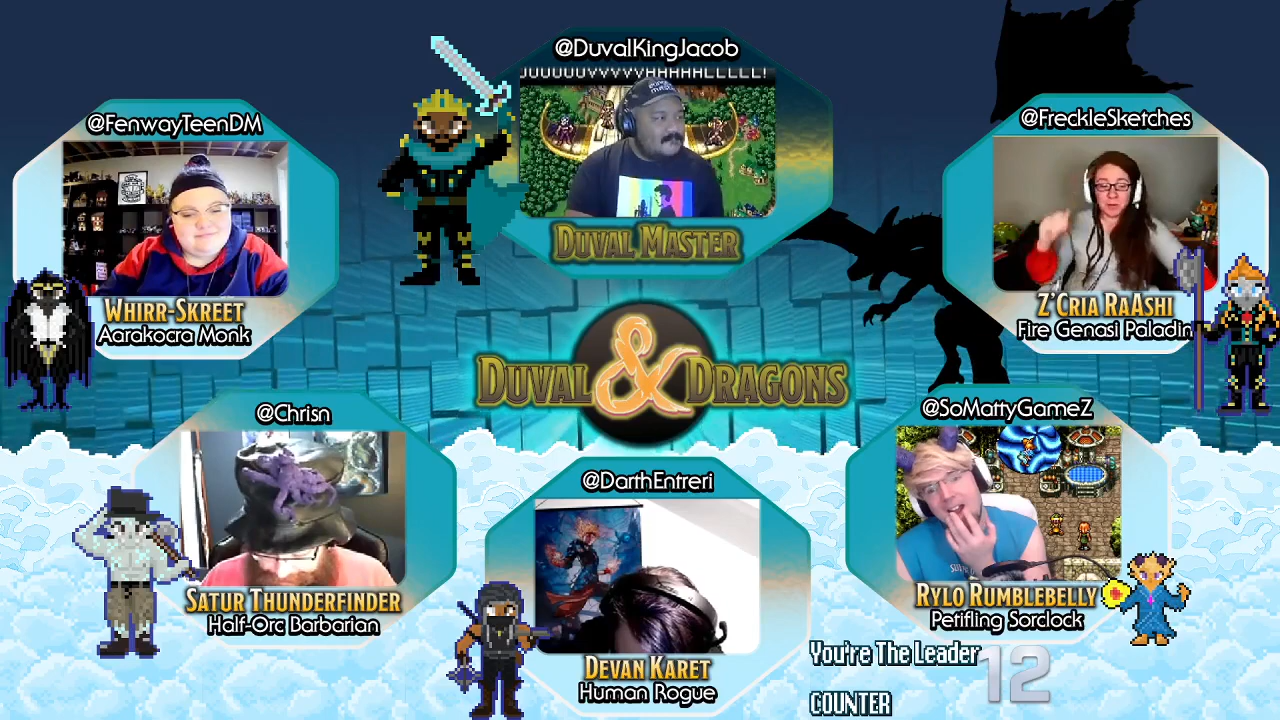 @DuvalKingJacob
DUVAL MASTER
@FenwayTeenDM
WHIRR-SKREET
Aarakocra Monk
@FreckleSketches
Z'CRIA RAASHI
Fire Genasi Paladin
DUVAL & DRAGONS
@Chrisn
SATUR THUNDERFINDER
Half-Orc Barbarian
@DarthEntreri
DEVAN KARET
Human Rogue
@SoMattyGameZ
RYLO RUMBLEBELLY
Petifling Sorclock
You're The Leader
COUNTER
12